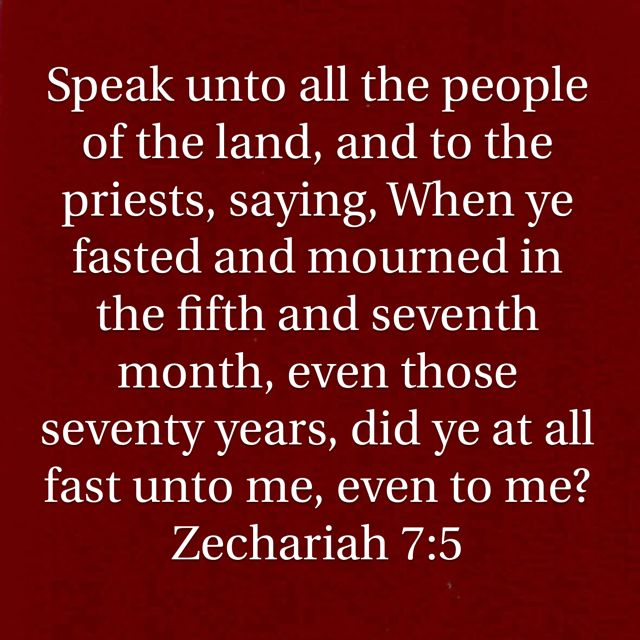 Speak unto all the people
of the land, and to the
priests, saying, When ye
fasted and mourned in
the fifth and seventh
month, even those
seventy years, did ye at all
fast unto me, even to me?
Zechariah 7:5